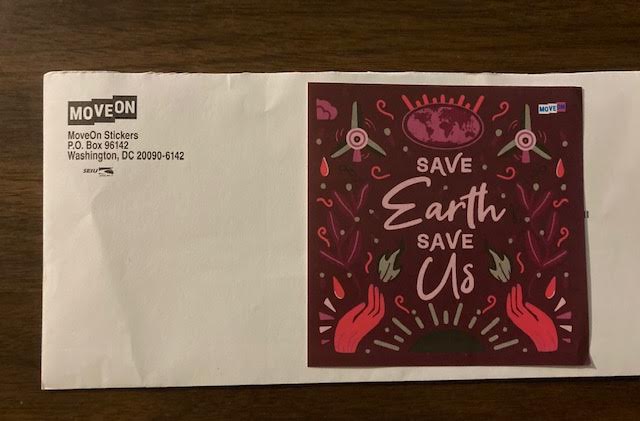 MOVEON
MoveOn Stickers
P.O. Box 96142
Washington, DC 20090-6142
SEIU
MOVEON
SAVE
Earth
SAVE
Us